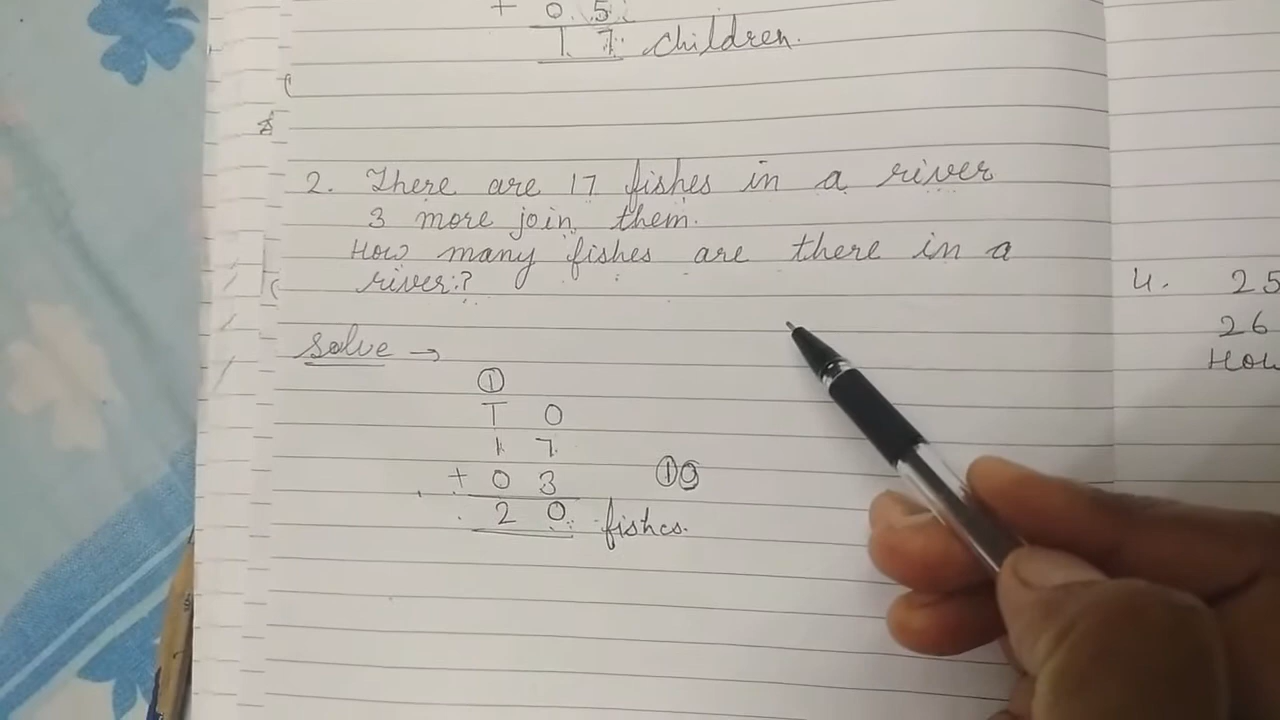 + 0 5
1 7 children.
2. There are 17 fishes in a river
3 more join them.
How many fishes are there in a
river?
Solve →
1
T O
1 7
+ 0 3
10
2 0 fishes.
4. 25
26
How